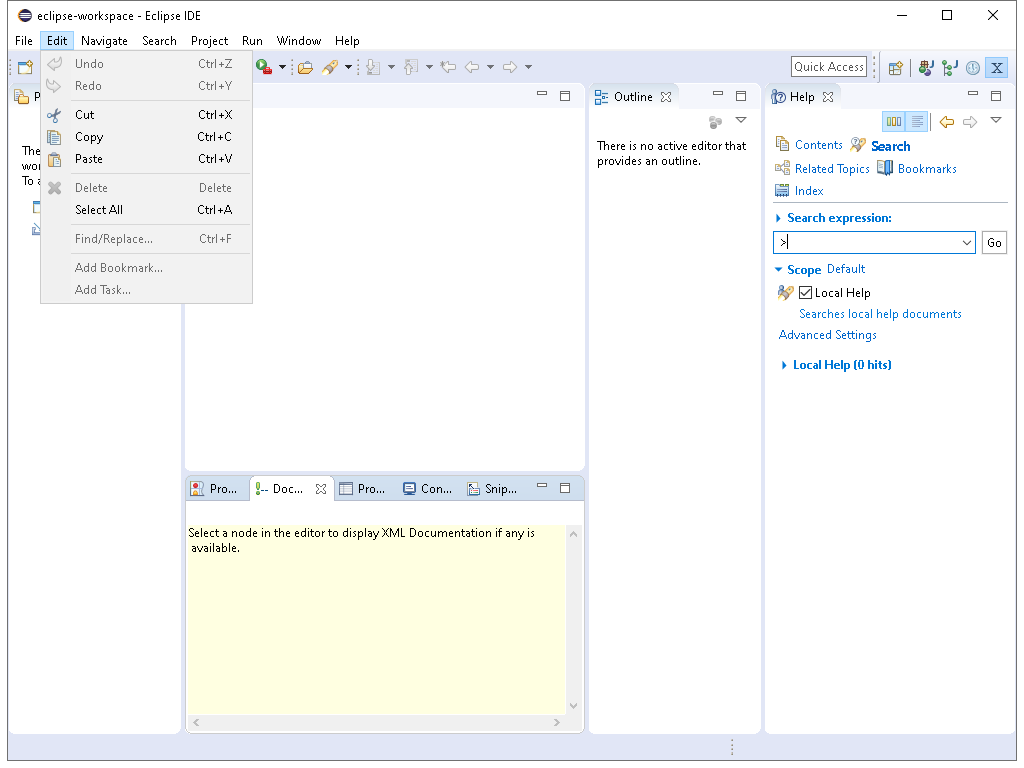 eclipse-workspace - Eclipse IDE
File Edit Navigate Search Project Run Window Help
Undo Ctrl+Z
Redo Ctrl+Y
Cut Ctrl+X
Copy Ctrl+C
Paste Ctrl+V
Delete Delete
Select All Ctrl+A
Find/Replace... Ctrl+F
Add Bookmark...
Add Task...
Quick Access
X
Outline
There is no active editor that
provides an outline.
Help
Contents Search
Related Topics Bookmarks
Index
Search expression:
>
Go
Scope Default
Local Help
Searches local help documents
Advanced Settings
Local Help (0 hits)
Pro... Doc... Pro... Con... Snip...
Select a node in the editor to display XML Documentation if any is
available.